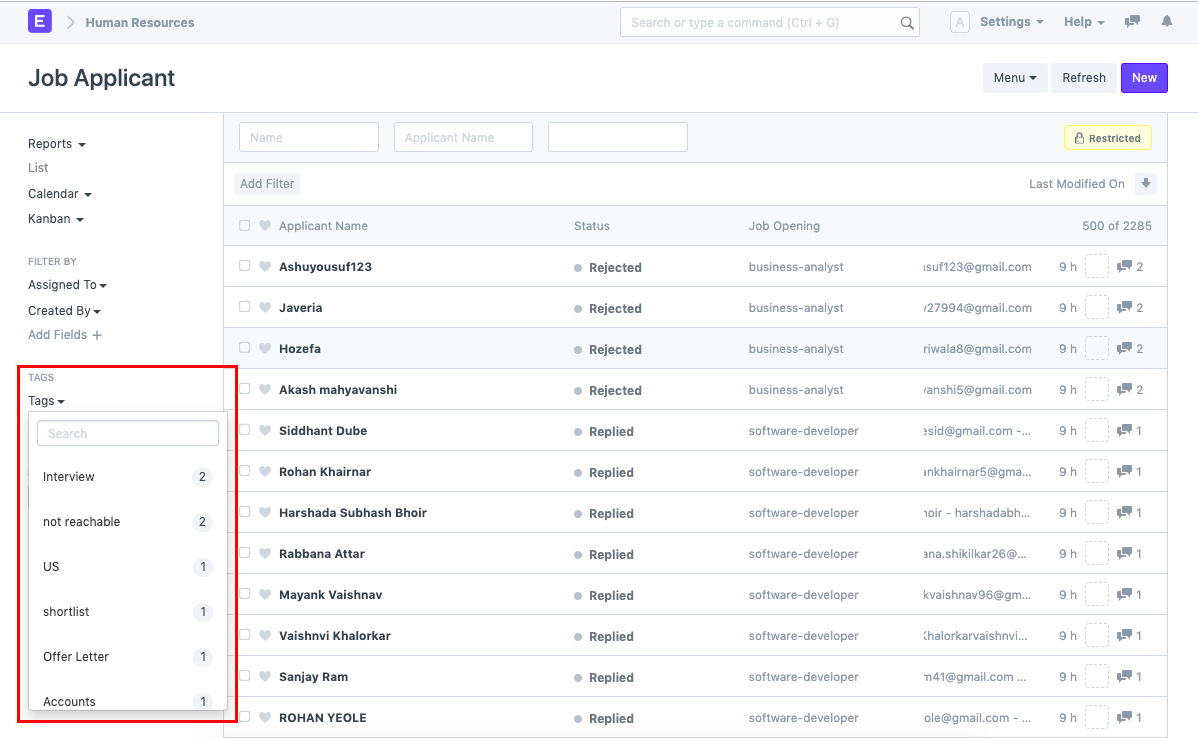 E Human Resources Search or type a command (Ctrl + G) A Settings Help
Job Applicant Menu Refresh New
Reports
List
Calendar
Kanban
FILTER BY
Assigned To
Created By
Add Fields +
TAGS
Tags
Search
Interview 2
not reachable 2
US 1
shortlist 1
Offer Letter 1
Accounts 1
Name Applicant Name Restricted
Add Filter Last Modified On
Applicant Name Status Job Opening 500 of 2285
Ashuyousuf123 Rejected business-analyst usuf123@gmail.com 9 h 2
Javeria Rejected business-analyst y27994@gmail.com 9 h 2
Hozefa Rejected business-analyst riwala8@gmail.com 9 h 2
Akash mahyavanshi Rejected business-analyst vanshi5@gmail.com 9 h 2
Siddhant Dube Replied software-developer esid@gmail.com -... 9 h 1
Rohan Khairnar Replied software-developer ankhairnar5@gma... 9 h 1
Harshada Subhash Bhoir Replied software-developer hoir - harshadabh... 9 h 1
Rabbana Attar Replied software-developer ana.shikilkar26@... 9 h 1
Mayank Vaishnav Replied software-developer kvaishnav96@gm... 9 h 1
Vaishnvi Khalorkar Replied software-developer Khalorkarvaishnvi... 9 h 1
Sanjay Ram Replied software-developer m41@gmail.com ... 9 h 1
ROHAN YEOLE Replied software-developer ole@gmail.com - ... 9 h 1